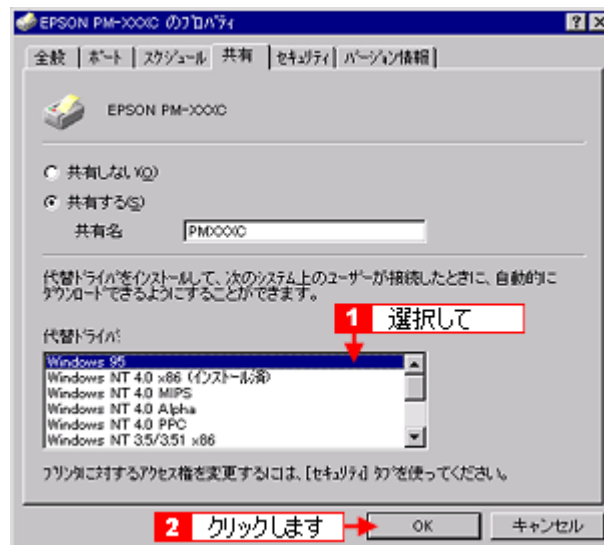 EPSON PM-XXXC のプロパティ
全般 ポート スケジュール 共有 セキュリティ バージョン情報
EPSON PM-XXXC
共有しない(O)
共有する(S)
共有名 PMXXXC
代替ドライバをインストールして、次のシステム上のユーザーが接続したときに、自動的に
ダウンロードできるようにすることができます。
1 選択して
代替ドライバ:
Windows 95
Windows NT 4.0 x86 (インストール済)
Windows NT 4.0 MIPS
Windows NT 4.0 Alpha
Windows NT 4.0 PPC
Windows NT 3.5/3.51 x86
プリンタに対するアクセス権を変更するには、[セキュリティ] タブを使ってください。
2 クリックします OK キャンセル